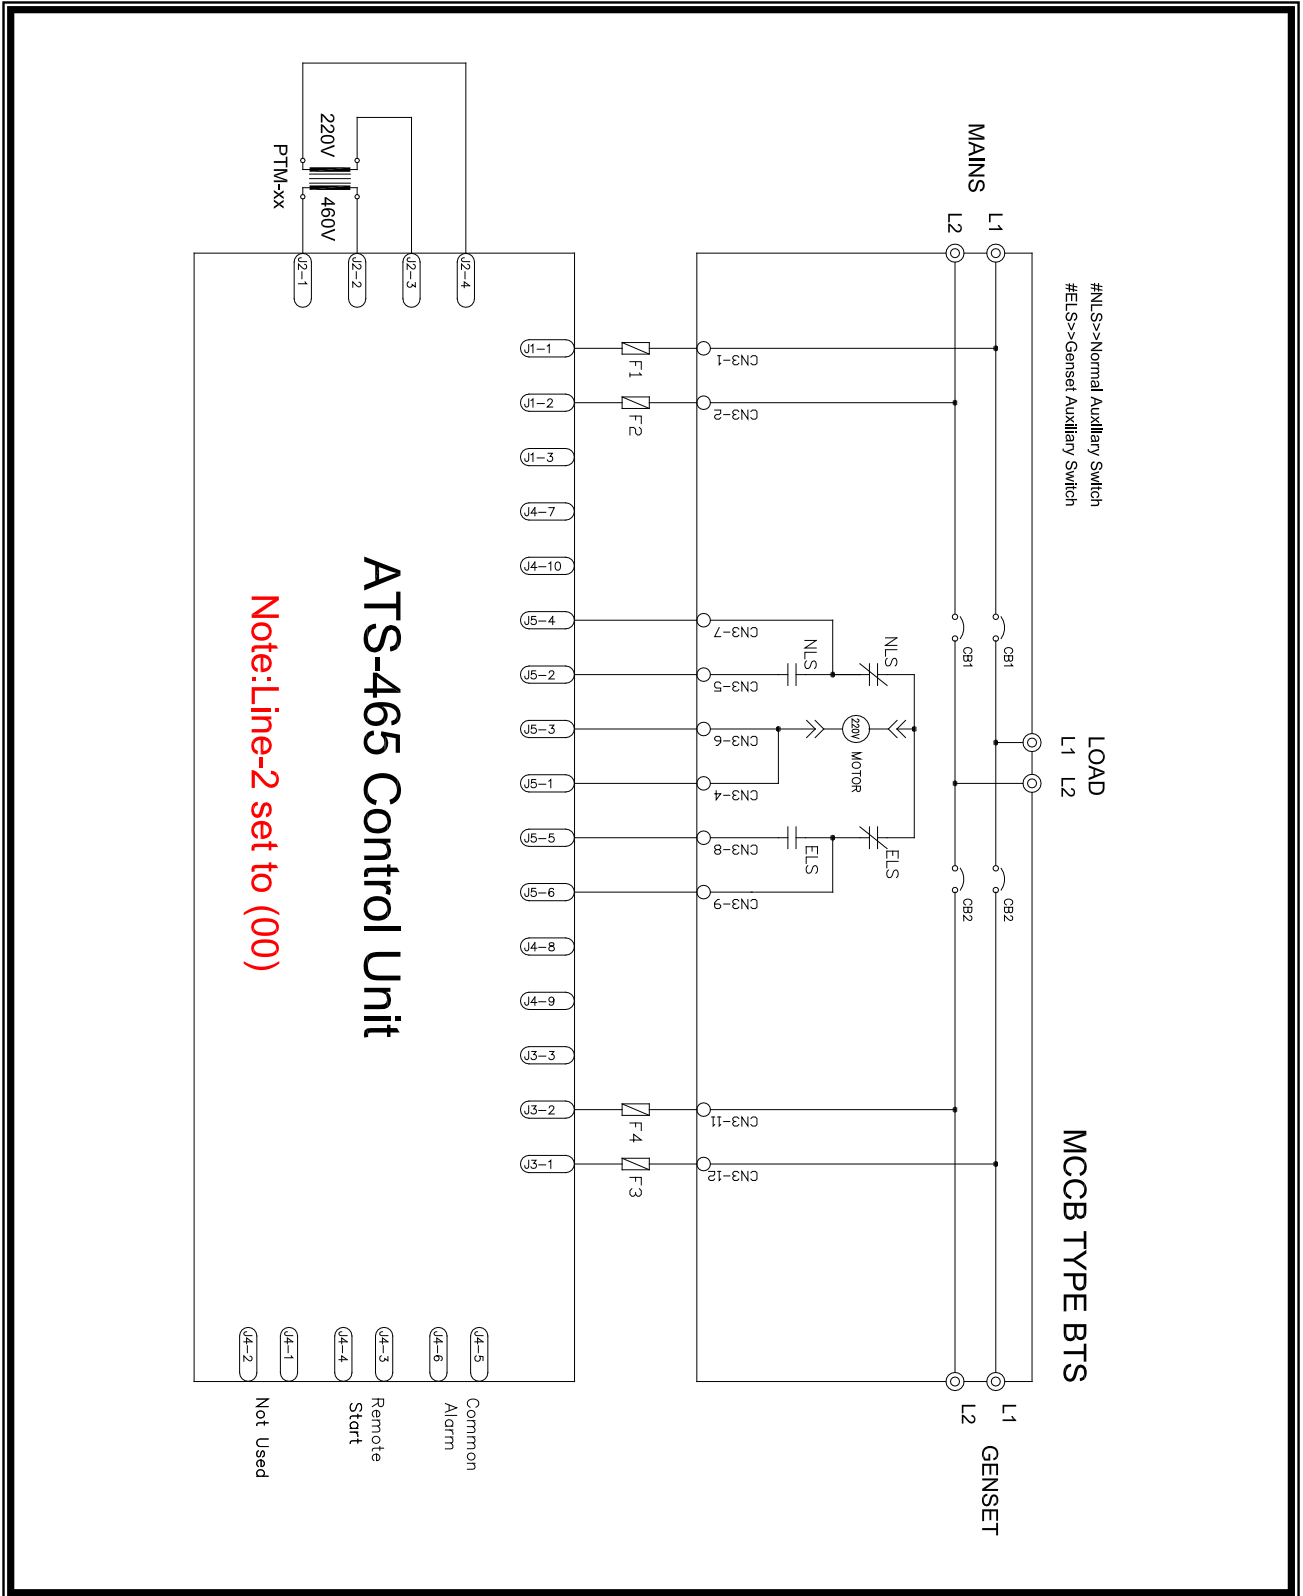 MCCB TYPE BTS
#NLS>>Normal Auxiliary Switch
#ELS>>Genset Auxiliary Switch
LOAD
L1 L2
MAINS
L1
L2
GENSET
L1
L2
CB1
CB1
CB2
CB2
NLS
NLS
ELS
ELS
220V
MOTOR
CN3-1
CN3-2
CN3-7
CN3-5
CN3-6
CN3-4
CN3-8
CN3-9
CN3-11
CN3-12
F1
F2
F4
F3
J1-1
J1-2
J1-3
J4-7
J4-10
J5-4
J5-2
J5-3
J5-1
J5-5
J5-6
J4-8
J4-9
J3-3
J3-2
J3-1
J2-4
J2-3
J2-2
J2-1
220V
460V
PTM-xx
ATS-465 Control Unit
Note:Line-2 set to (00)
J4-5
J4-6
Common
Alarm
J4-3
J4-4
Remote
Start
J4-1
J4-2
Not Used